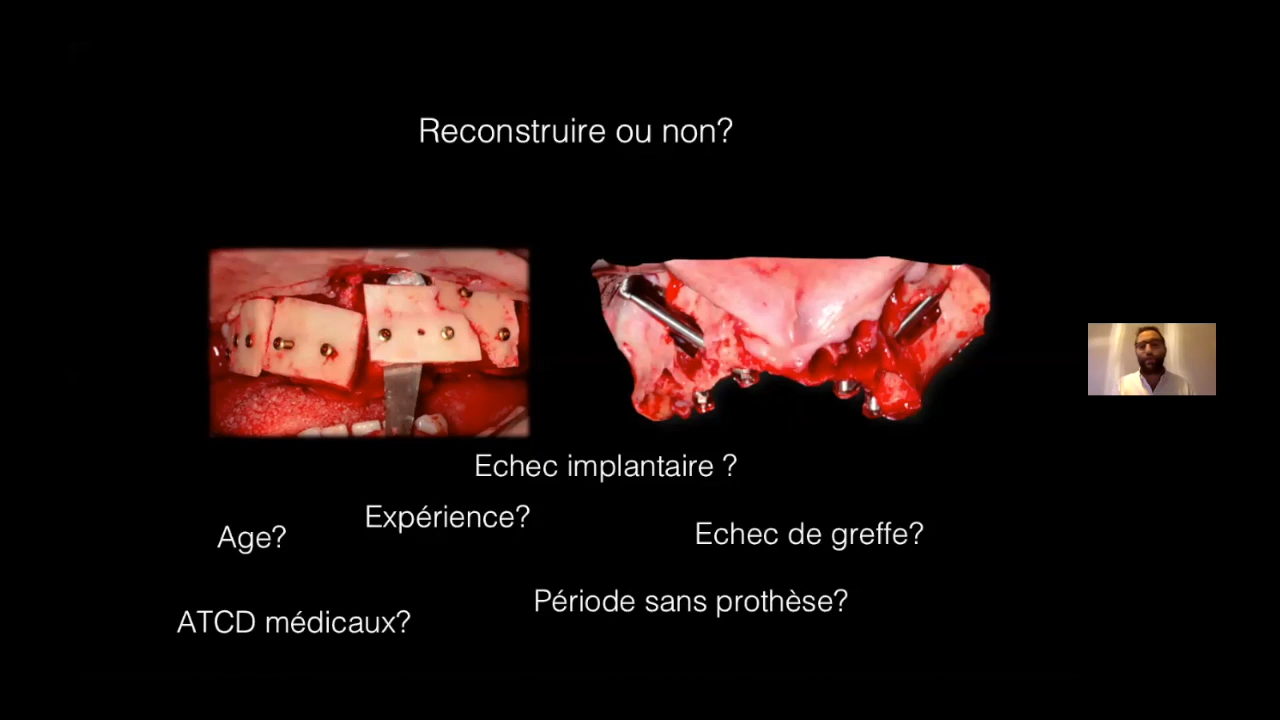 Reconstruire ou non?
Echec implantaire ?
Expérience?
Age?
Echec de greffe?
Période sans prothèse?
ATCD médicaux?